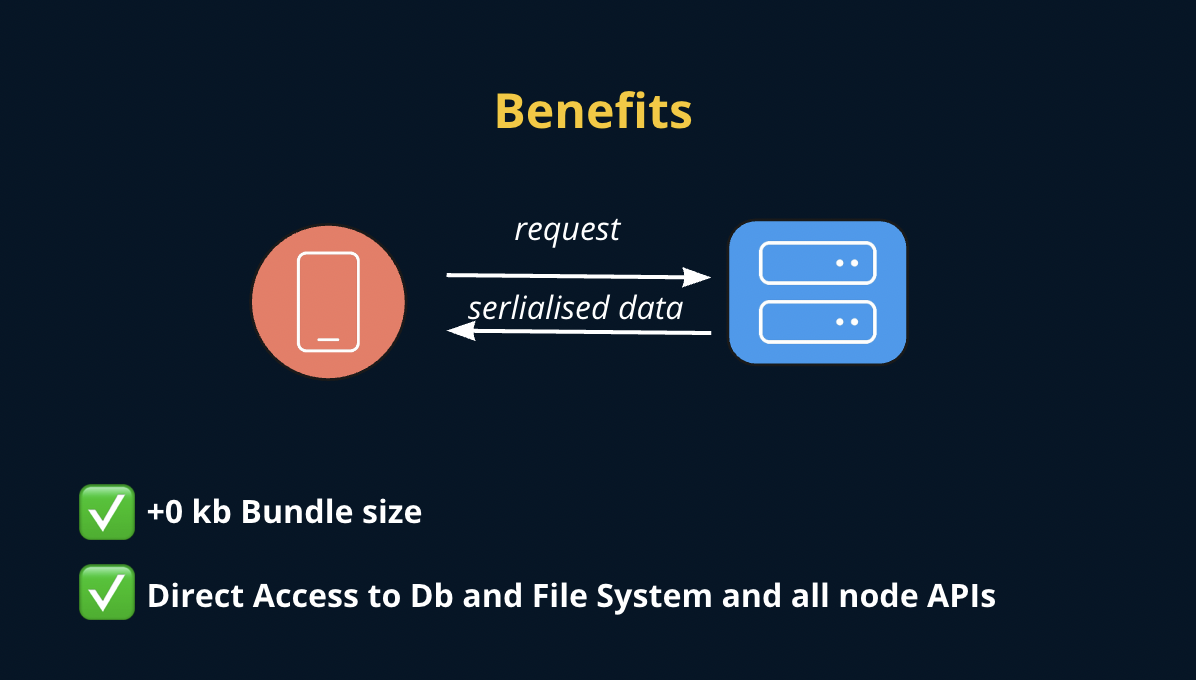 Benefits
request
serlialised data
+0 kb Bundle size
Direct Access to Db and File System and all node APIs